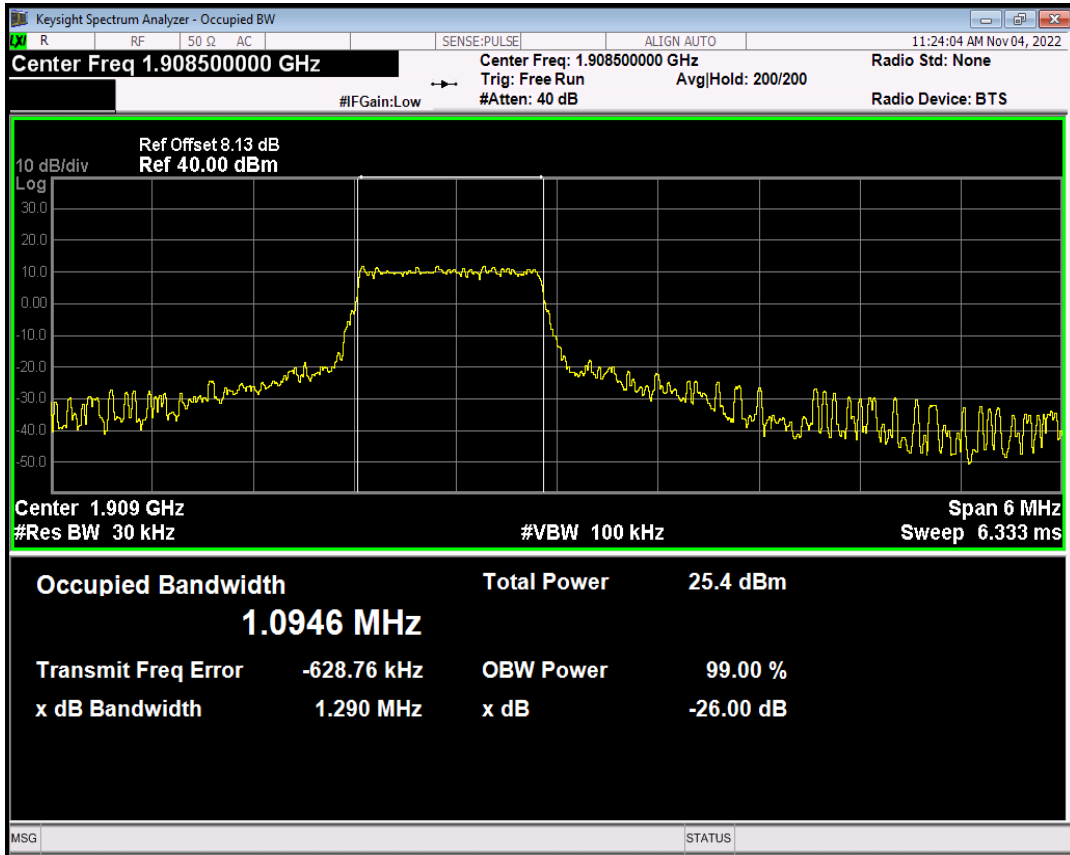 Keysight Spectrum Analyzer - Occupied BW
LXI R RF 50 Ω AC SENSE:PULSE ALIGN AUTO 11:24:04 AM Nov 04, 2022
Center Freq 1.908500000 GHz Center Freq: 1.908500000 GHz Radio Std: None
Trig: Free Run Avg|Hold: 200/200
#IFGain:Low #Atten: 40 dB Radio Device: BTS
Ref Offset 8.13 dB
10 dB/div Ref 40.00 dBm
Log
30.0
20.0
10.0
0.00
-10.0
-20.0
-30.0
-40.0
-50.0
Center 1.909 GHz Span 6 MHz
#Res BW 30 kHz #VBW 100 kHz Sweep 6.333 ms
Occupied Bandwidth Total Power 25.4 dBm
1.0946 MHz
Transmit Freq Error -628.76 kHz OBW Power 99.00 %
x dB Bandwidth 1.290 MHz x dB -26.00 dB
MSG STATUS